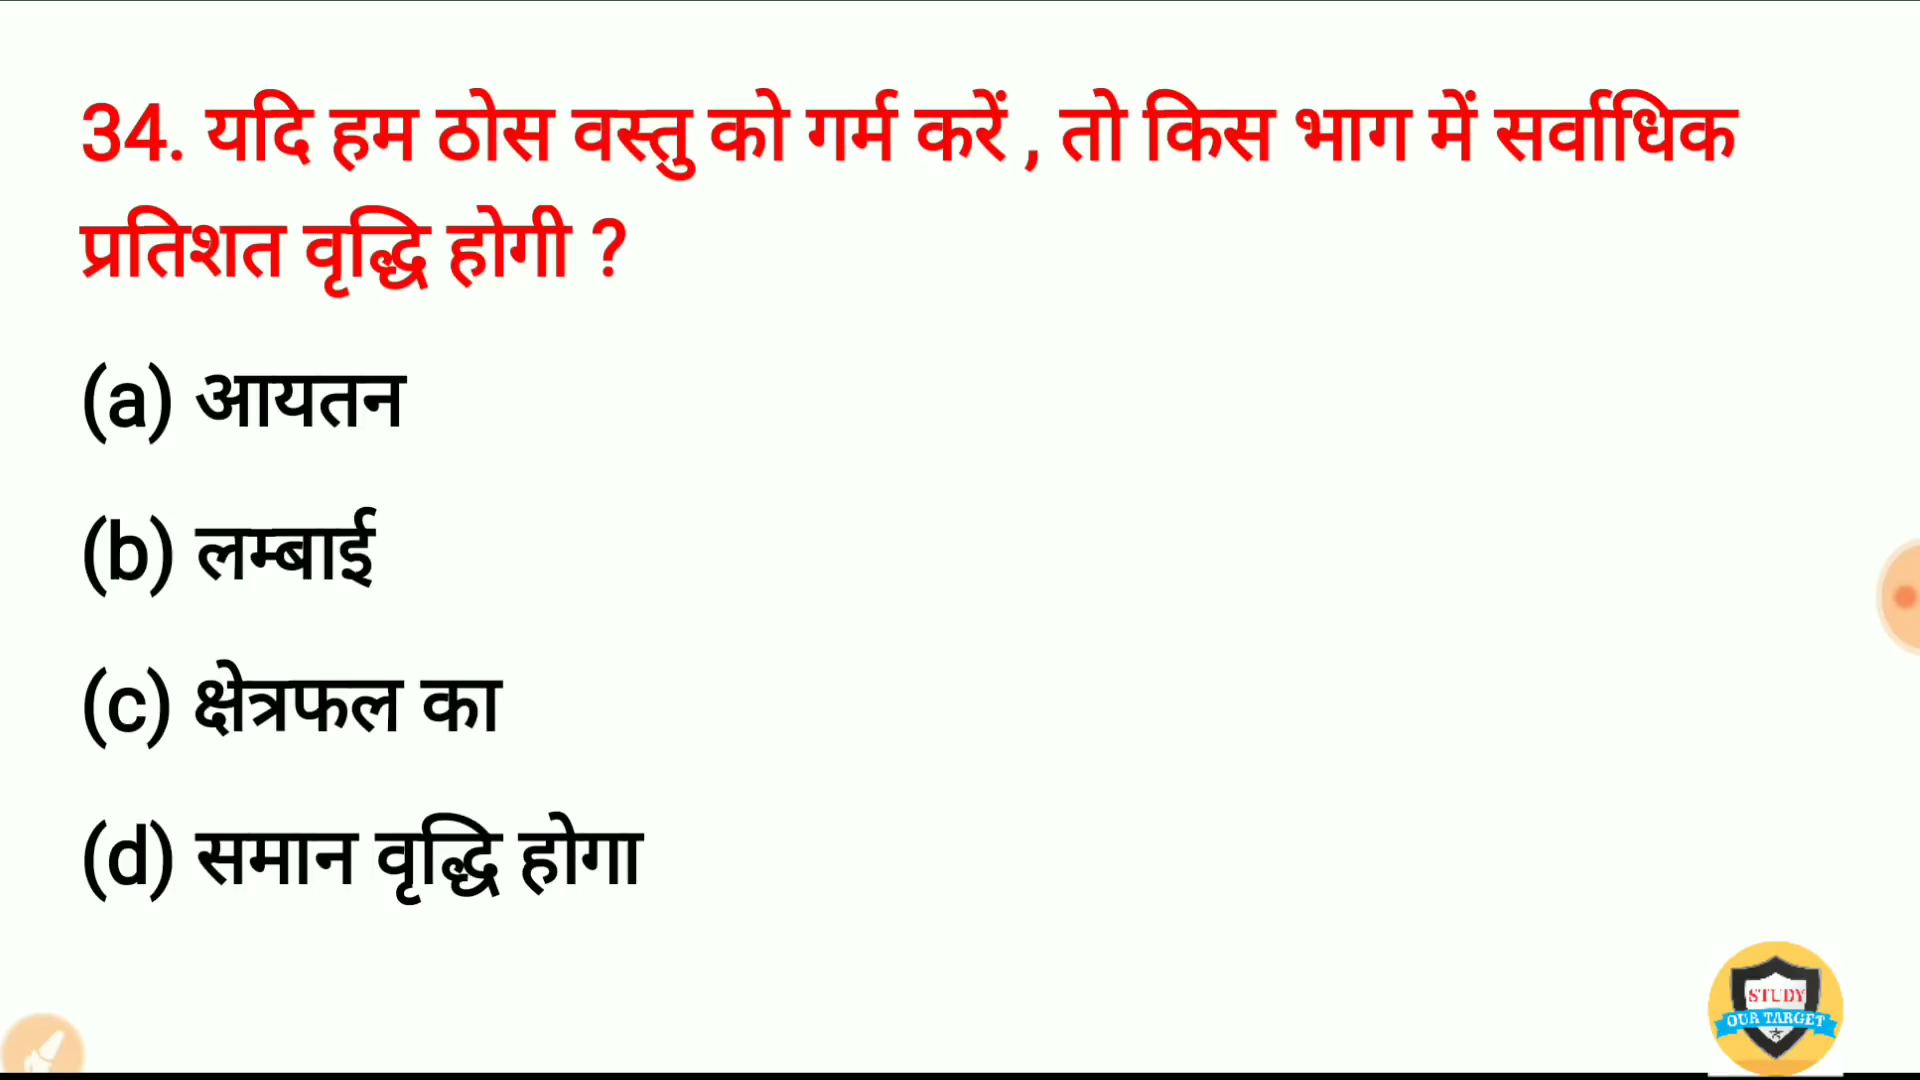 34. यदि हम ठोस वस्तु को गर्म करें , तो किस भाग में सर्वाधिक
प्रतिशत वृद्धि होगी ?
(a) आयतन
(b) लम्बाई
(c) क्षेत्रफल का
(d) समान वृद्धि होगा
STUDY
OUR TARGET